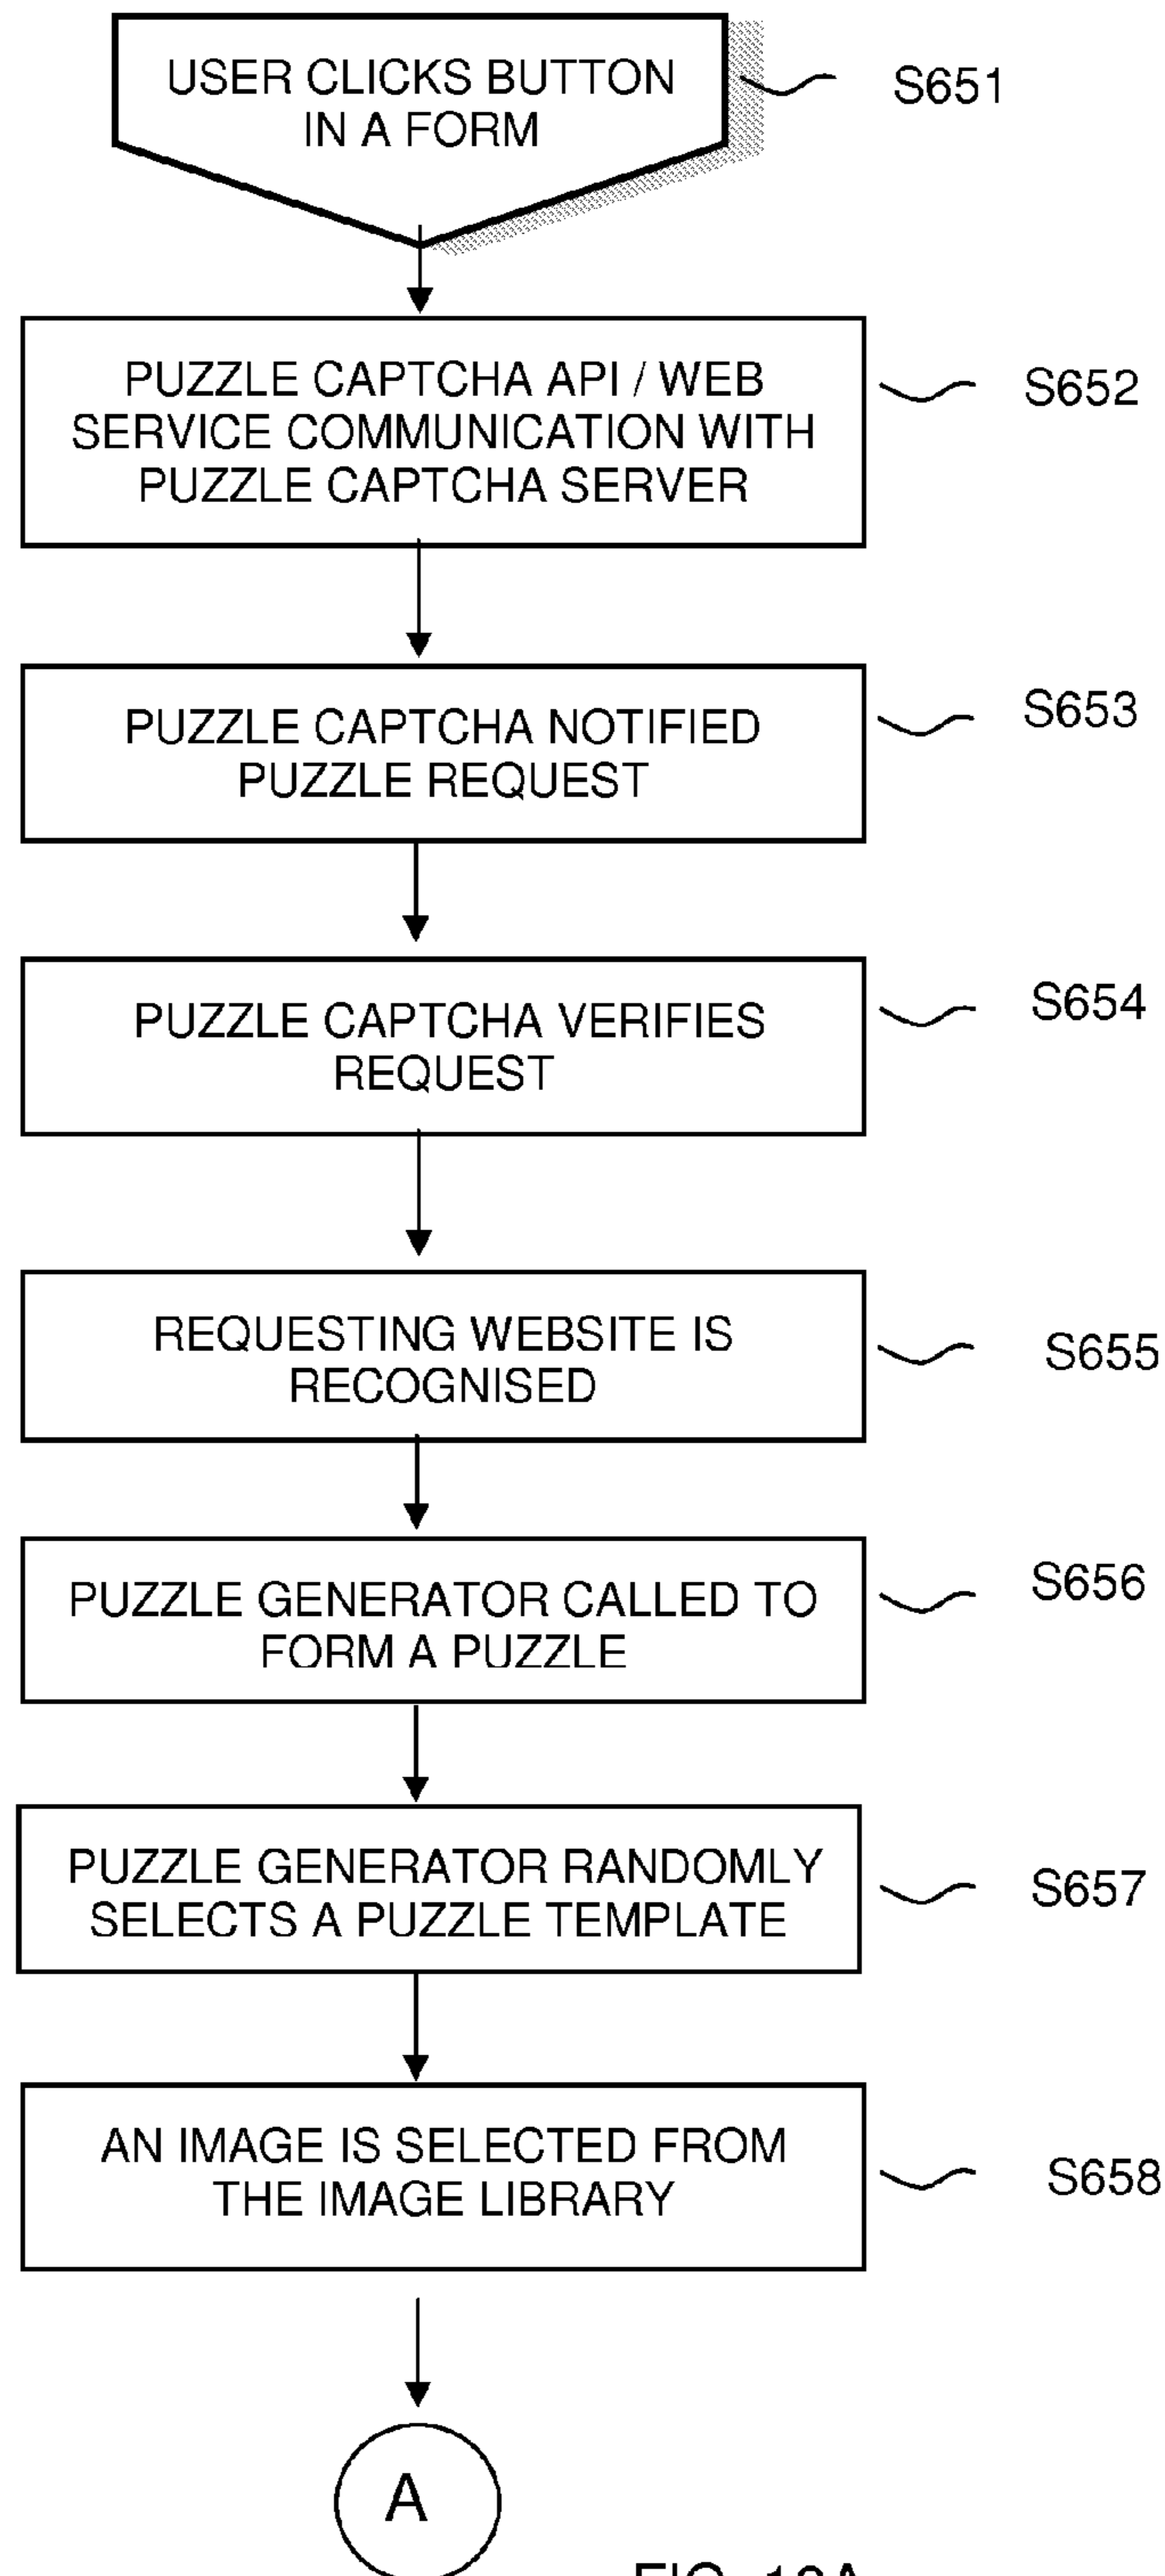 USER CLICKS BUTTON
IN A FORM
S651
PUZZLE CAPTCHA API / WEB
SERVICE COMMUNICATION WITH
PUZZLE CAPTCHA SERVER
S652
PUZZLE CAPTCHA NOTIFIED
PUZZLE REQUEST
S653
PUZZLE CAPTCHA VERIFIES
REQUEST
S654
REQUESTING WEBSITE IS
RECOGNISED
S655
PUZZLE GENERATOR CALLED TO
FORM A PUZZLE
S656
PUZZLE GENERATOR RANDOMLY
SELECTS A PUZZLE TEMPLATE
S657
AN IMAGE IS SELECTED FROM
THE IMAGE LIBRARY
S658
A
FIG.